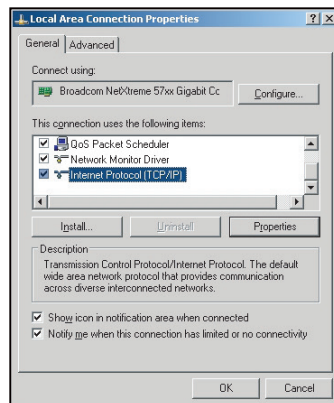 Local Area Connection Properties
General
Advanced
Connect using:
Broadcom NetXtreme 57xx Gigabit Cc
Configure...
This connection uses the following items:
QoS Packet Scheduler
Network Monitor Driver
Internet Protocol (TCP/IP)
Install...
Uninstall
Properties
Description
Transmission Control Protocol/Internet Protocol. The default
wide area network protocol that provides communication
across diverse interconnected networks.
Show icon in notification area when connected
Notify me when this connection has limited or no connectivity
OK
Cancel